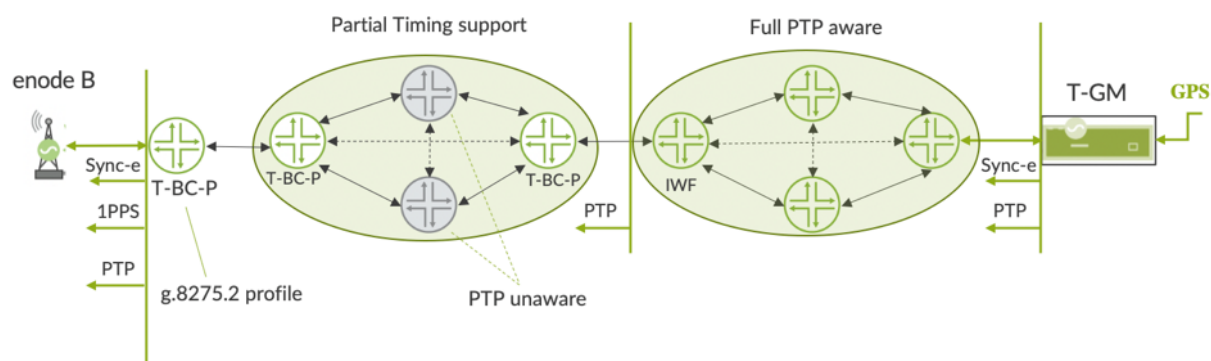 Partial Timing support
Full PTP aware
enode B
T-GM
GPS
Sync-e
T-BC-P
T-BC-P
T-BC-P
IWF
Sync-e
1PPS
PTP
PTP
PTP
g.8275.2 profile
PTP unaware